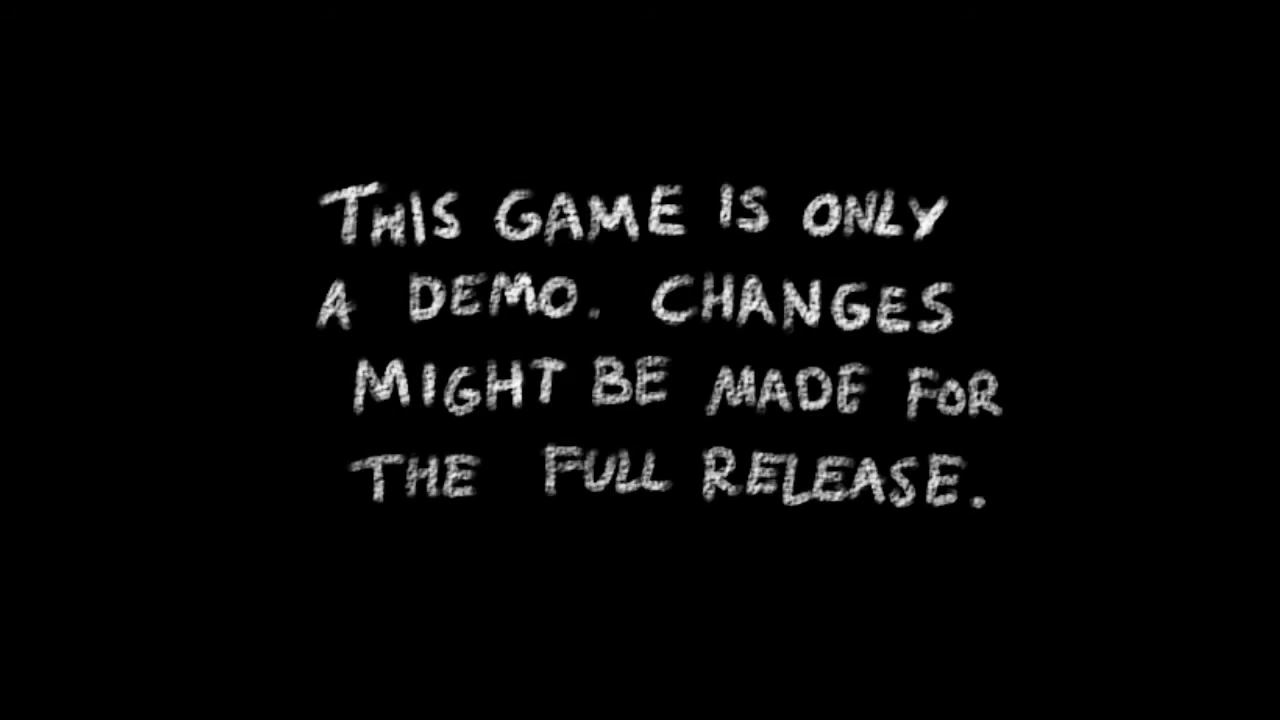 THIS GAME IS ONLY
A DEMO. CHANGES
MIGHT BE MADE FOR
THE FULL RELEASE.